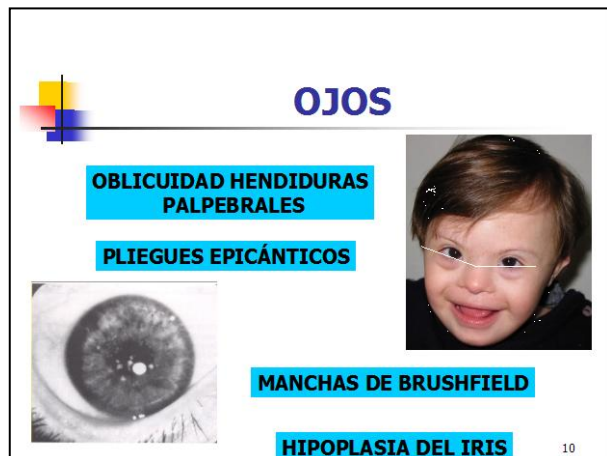 OJOS
OBLICUIDAD HENDIDURAS
PALPEBRALES
PLIEGUES EPICÁNTICOS
MANCHAS DE BRUSHFIELD
HIPOPLASIA DEL IRIS
10